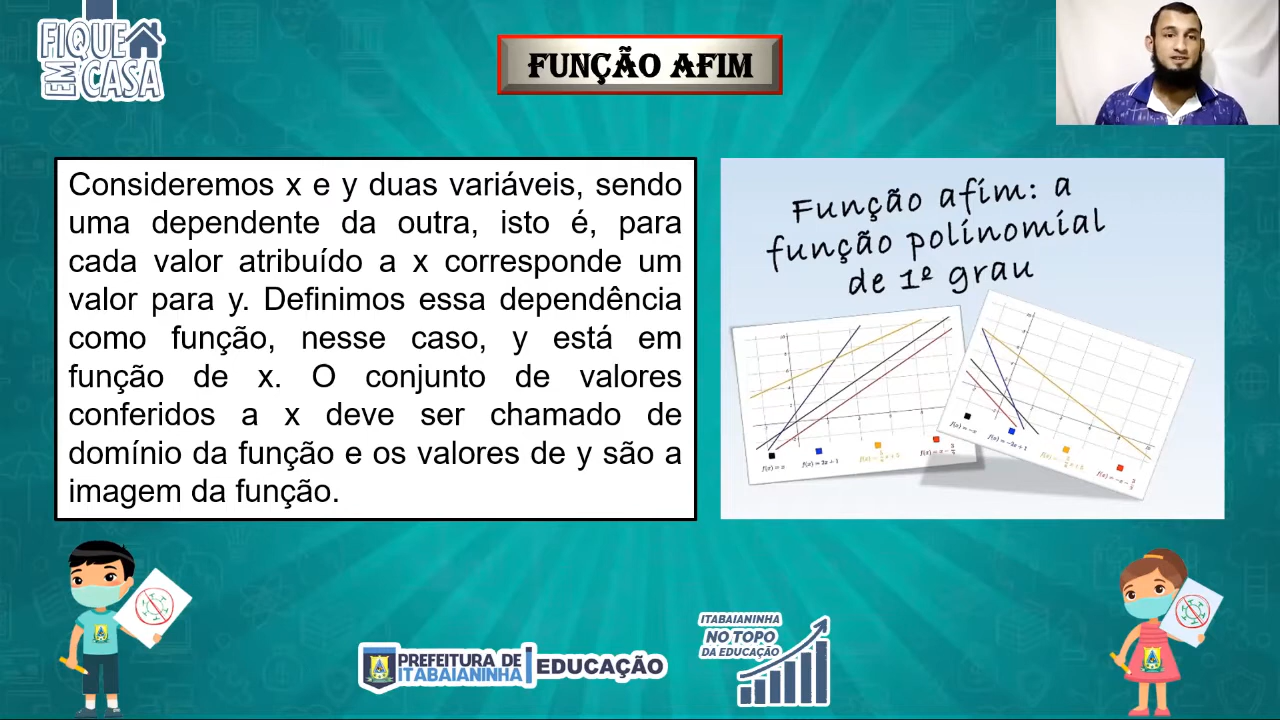 FIQUE
EM
CASA
FUNÇÃO AFIM
Consideremos x e y duas variáveis, sendo
uma dependente da outra, isto é, para
cada valor atribuído a x corresponde um
valor para y. Definimos essa dependência
como função, nesse caso, y está em
função de x. O conjunto de valores
conferidos a x deve ser chamado de
domínio da função e os valores de y são a
imagem da função.
Função afim: a
função polinomial
de 1º grau
f(x) = x
f(x) = 3x + 1
f(x) = -x
f(x) = -2x + 1
PREFEITURA DE
ITABAIANINHA
EDUCAÇÃO
ITABAIANINHA
NO TOPO
DA EDUCAÇÃO